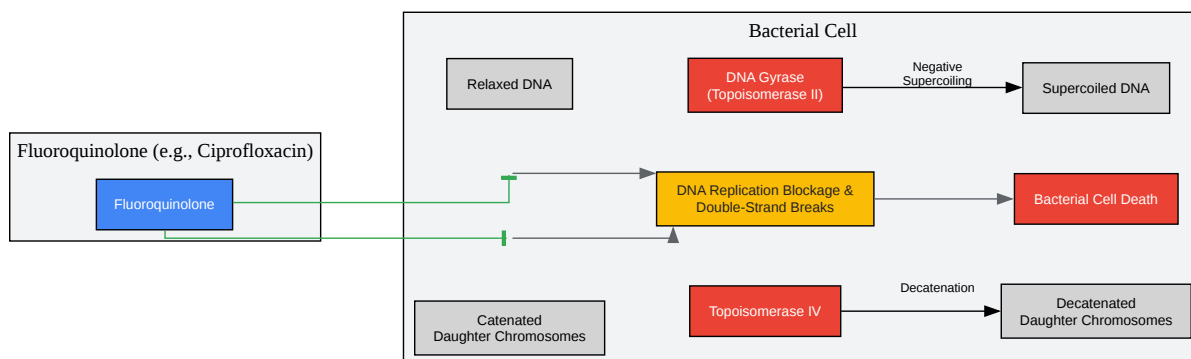 Bacterial Cell
Relaxed DNA
DNA Gyrase
(Topoisomerase II)
Negative
Supercoiling
Supercoiled DNA
Fluoroquinolone (e.g., Ciprofloxacin)
Fluoroquinolone
DNA Replication Blockage &
Double-Strand Breaks
Bacterial Cell Death
Catenated
Daughter Chromosomes
Topoisomerase IV
Decatenation
Decatenated
Daughter Chromosomes